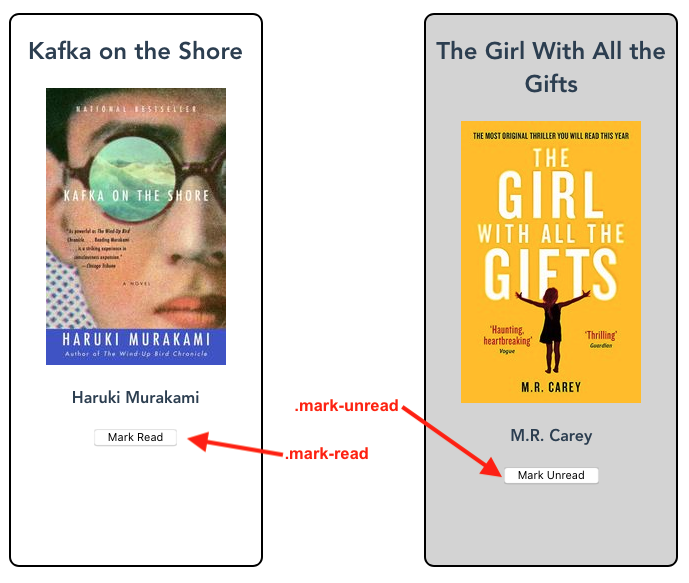 Kafka on the Shore
NATIONAL BESTSELLER
KAFKA ON THE SHORE
"As powerful as The Wind-Up Bird
Chronicle. . . . Reading Murakami
. . . is a striking experience in
consciousness expansion."
—Chicago Tribune
A NOVEL
HARUKI MURAKAMI
Author of The Wind-Up Bird Chronicle
Haruki Murakami
Mark Read
.mark-read
The Girl With All the
Gifts
THE MOST ORIGINAL THRILLER YOU WILL READ THIS YEAR
THE
GIRL
WITH ALL THE
GIFTS
'Haunting,
heartbreaking'
Vogue
'Thrilling'
Guardian
M.R. CAREY
M.R. Carey
.mark-unread
Mark Unread